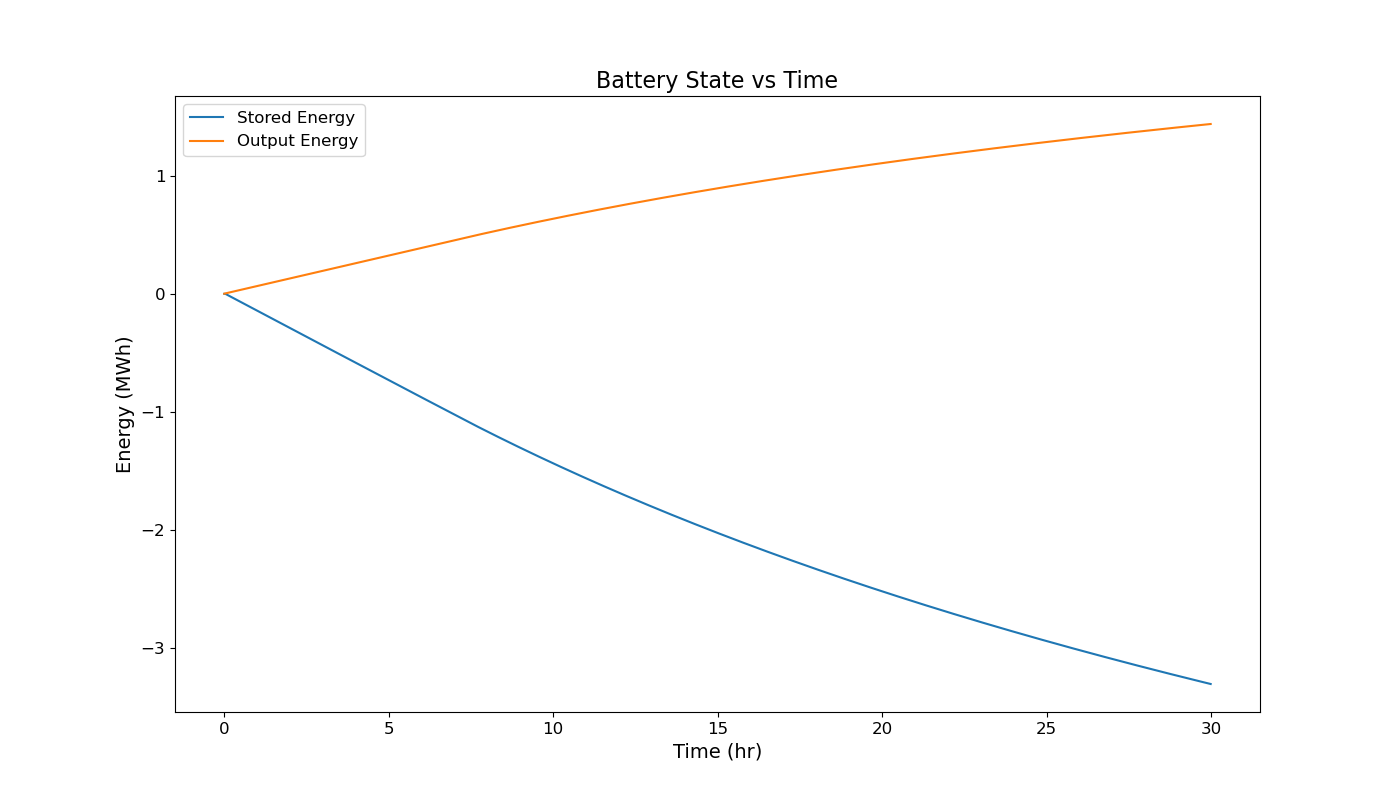 Battery State vs Time
Stored Energy
Output Energy
1
0
−1
−2
−3
Energy (MWh)
0 5 10 15 20 25 30
Time (hr)